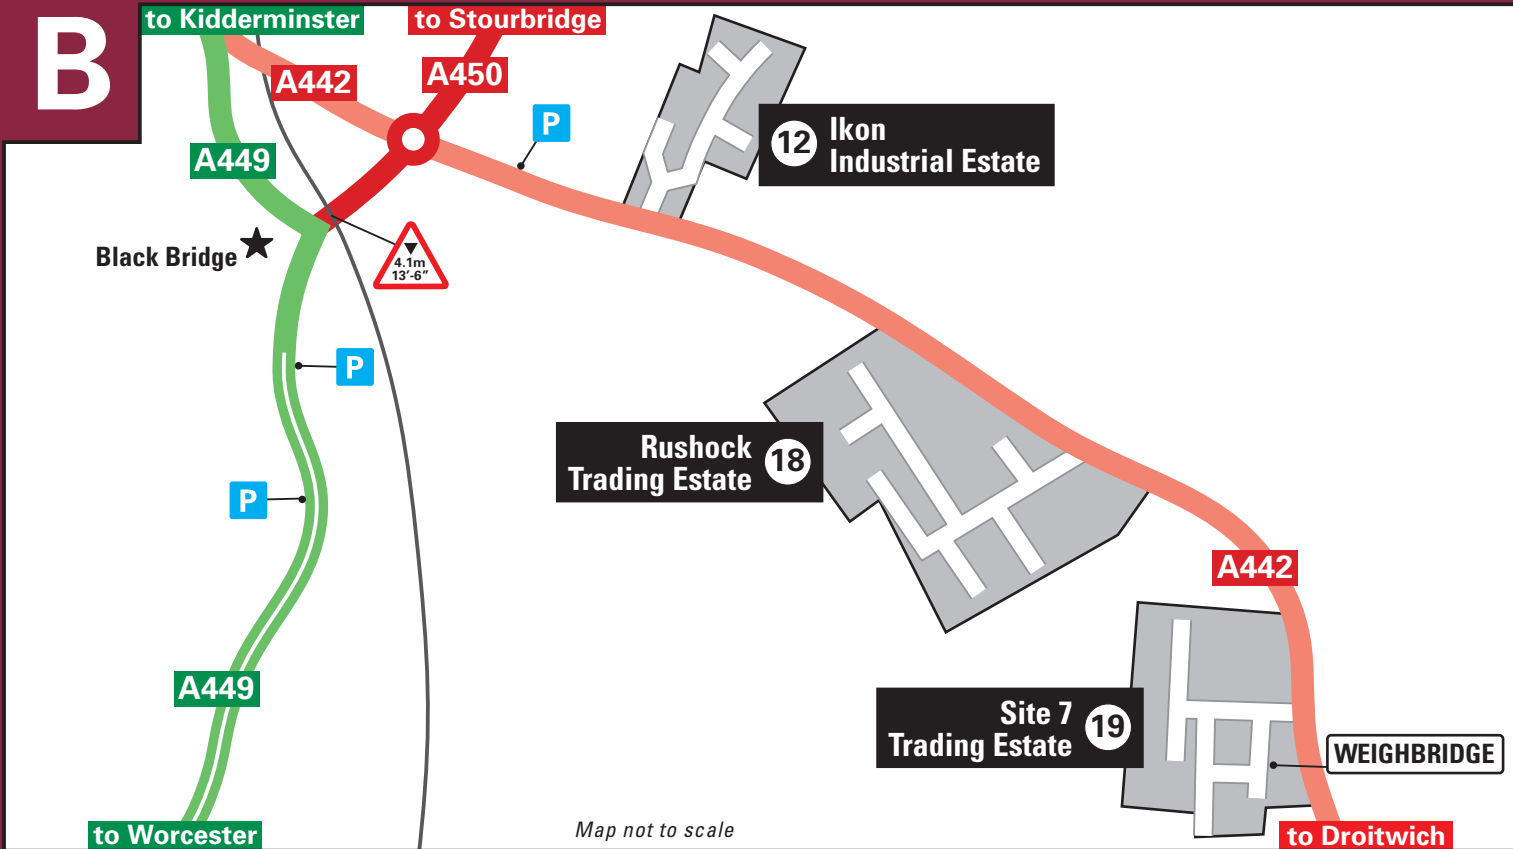 B
to Kidderminster
to Stourbridge
A442
A450
P
A449
12
Ikon
Industrial Estate
Black Bridge
4.1m
13'-6"
P
Rushock
Trading Estate
18
P
A442
A449
Site 7
Trading Estate
19
WEIGHBRIDGE
to Worcester
Map not to scale
to Droitwich